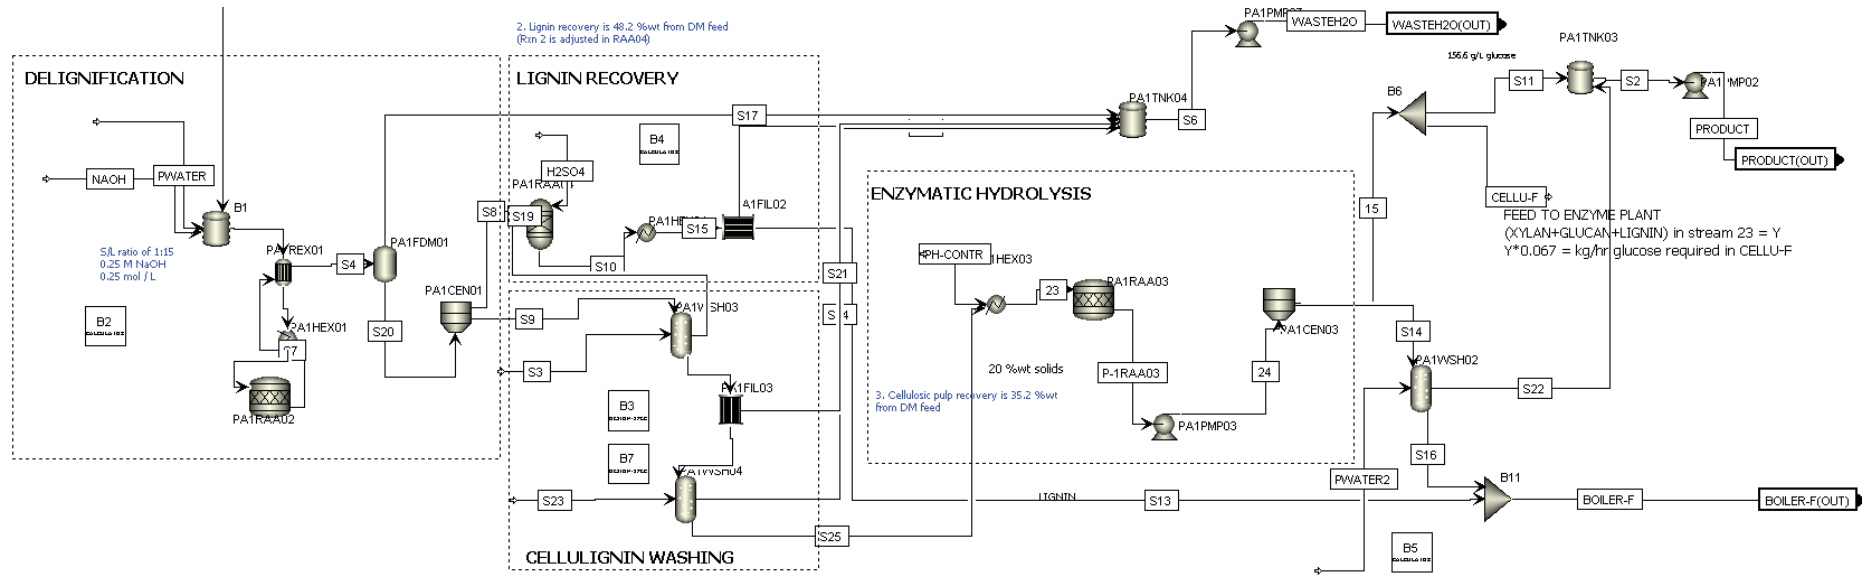 2. Lignin recovery is 48.2 %wt from DM feed
(Rxn 2 is adjusted in RAA04)
WASTEH2O
WASTEH2O(OUT)
PA1TNK03
156.6 g/L glucose
DELIGNIFICATION
LIGNIN RECOVERY
S11
S2
B6
PA1TNK04
S17
S6
PRODUCT
PRODUCT(OUT)
B4
H2SO4
NAOH
PWATER
B1
S8
S19
S15
A1FIL02
ENZYMATIC HYDROLYSIS
CELLU-F
15
FEED TO ENZYME PLANT
(XYLAN+GLUCAN+LIGNIN) in stream 23 = Y
Y*0.067 = kg/hr glucose required in CELLU-F
S/L ratio of 1:15
0.25 M NaOH
0.25 mol / L
S4
PA1FDM01
S10
S21
PH-CONTR
1HEX03
23
PA1RAA03
PA1CEN01
S9
PA1CEN03
B2
PA1HEX01
S20
S14
PA1WSH02
S3
20 %wt solids
P-1RAA03
24
S22
PA1RAA02
B3
3. Cellulosic pulp recovery is 35.2 %wt
from DM feed
PA1PMP03
B7
S16
PWATER2
B11
S23
LIGNIN
S13
BOILER-F
BOILER-F(OUT)
S25
CELLULIGNIN WASHING
B5